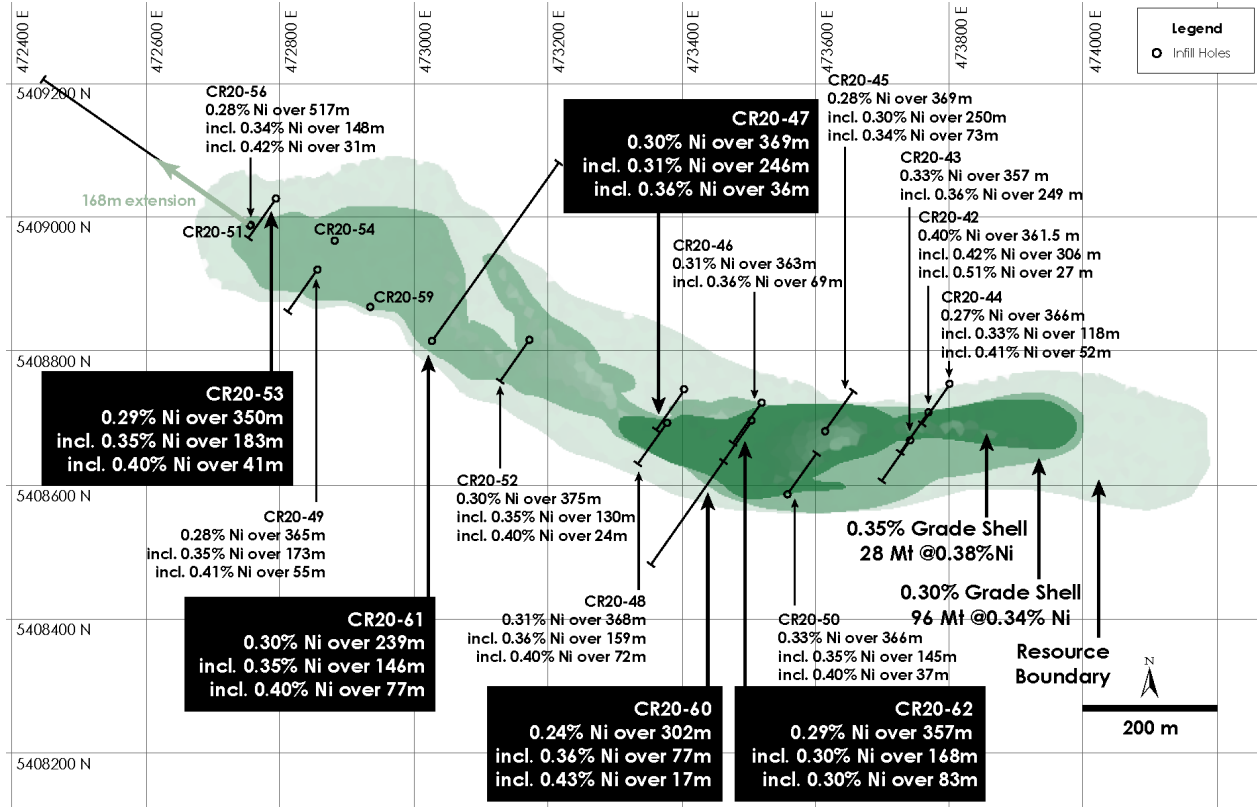 472400 E
472600 E
472800 E
473000 E
473200 E
473400 E
473600 E
473800 E
474000 E
Legend
Infill Holes
5409200 N
5409000 N
5408800 N
5408600 N
5408400 N
5408200 N
CR20-56
0.28% Ni over 517m
incl. 0.34% Ni over 148m
incl. 0.42% Ni over 31m
168m extension
CR20-51
CR20-54
CR20-59
CR20-47
0.30% Ni over 369m
incl. 0.31% Ni over 246m
incl. 0.36% Ni over 36m
CR20-45
0.28% Ni over 369m
incl. 0.30% Ni over 250m
incl. 0.34% Ni over 73m
CR20-43
0.33% Ni over 357 m
incl. 0.36% Ni over 249 m
CR20-42
0.40% Ni over 361.5 m
incl. 0.42% Ni over 306 m
incl. 0.51% Ni over 27 m
CR20-46
0.31% Ni over 363m
incl. 0.36% Ni over 69m
CR20-44
0.27% Ni over 366m
incl. 0.33% Ni over 118m
incl. 0.41% Ni over 52m
CR20-53
0.29% Ni over 350m
incl. 0.35% Ni over 183m
incl. 0.40% Ni over 41m
CR20-52
0.30% Ni over 375m
incl. 0.35% Ni over 130m
incl. 0.40% Ni over 24m
CR20-49
0.28% Ni over 365m
incl. 0.35% Ni over 173m
incl. 0.41% Ni over 55m
0.35% Grade Shell
28 Mt @0.38%Ni
0.30% Grade Shell
96 Mt @0.34% Ni
Resource
Boundary
CR20-61
0.30% Ni over 239m
incl. 0.35% Ni over 146m
incl. 0.40% Ni over 77m
CR20-48
0.31% Ni over 368m
incl. 0.36% Ni over 159m
incl. 0.40% Ni over 72m
CR20-50
0.33% Ni over 366m
incl. 0.35% Ni over 145m
incl. 0.40% Ni over 37m
CR20-60
0.24% Ni over 302m
incl. 0.36% Ni over 77m
incl. 0.43% Ni over 17m
CR20-62
0.29% Ni over 357m
incl. 0.30% Ni over 168m
incl. 0.30% Ni over 83m
N
200 m